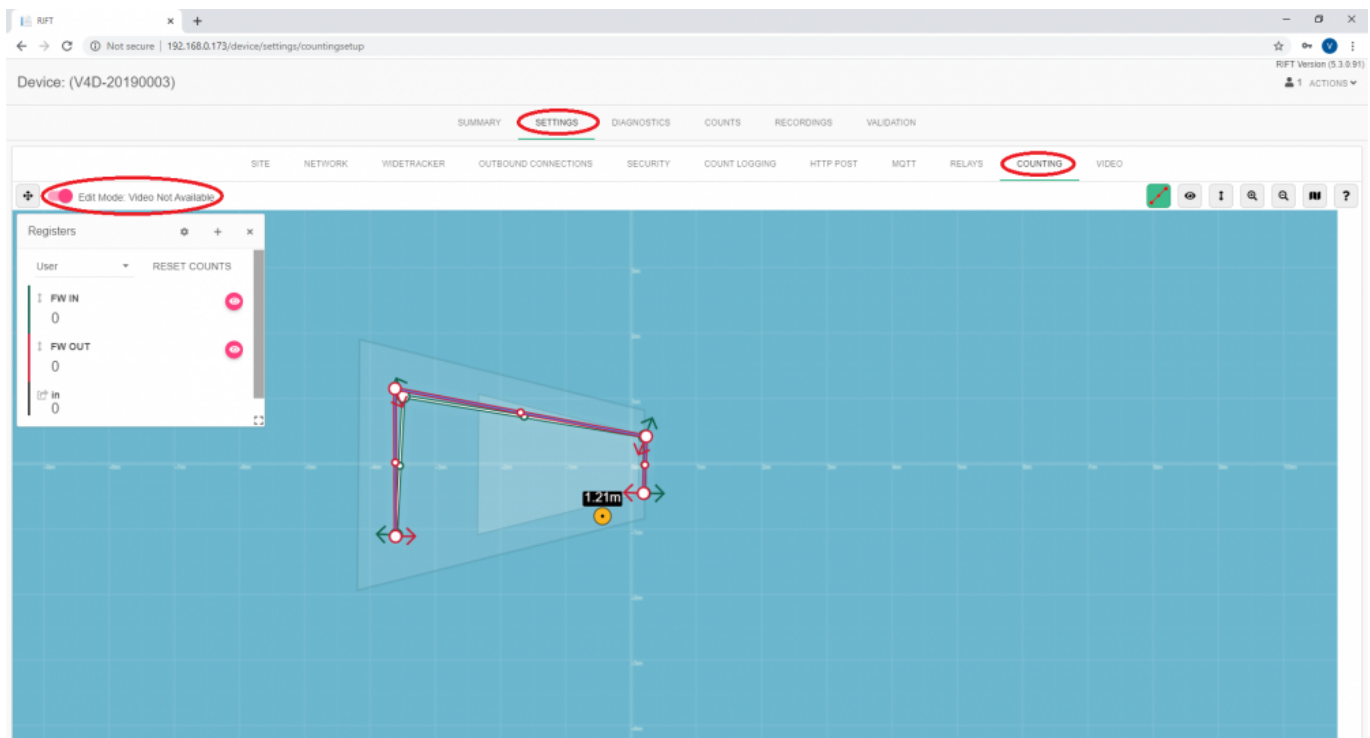 RIFT
Not secure | 192.168.0.173/device/settings/countingsetup
RIFT Version (5.3.0.91)
Device: (V4D-20190003)
1 ACTIONS
SUMMARY SETTINGS DIAGNOSTICS COUNTS RECORDINGS VALIDATION
SITE NETWORK WIDETRACKER OUTBOUND CONNECTIONS SECURITY COUNT LOGGING HTTP POST MQTT RELAYS COUNTING VIDEO
Edit Mode: Video Not Available
Registers
User RESET COUNTS
FW IN
0
FW OUT
0
in
0
1.21m